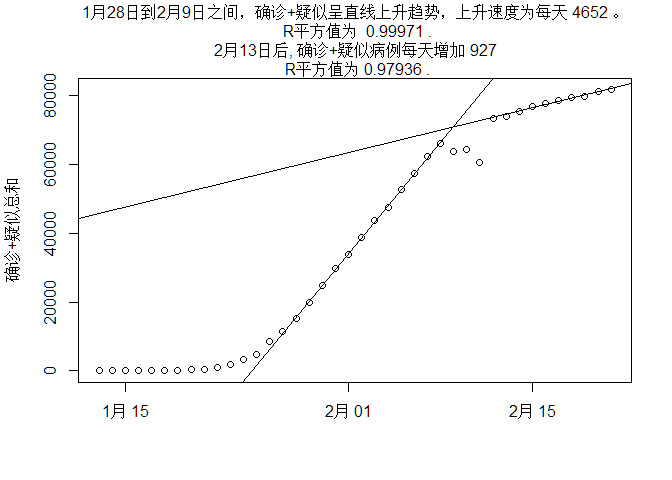 1月28日到2月9日之间，确诊+疑似呈直线上升趋势，上升速度为每天 4652 。
R平方值为 0.99971 .
2月13日后, 确诊+疑似病例每天增加 927
R平方值为 0.97936 .
80000
60000
40000
20000
0
确诊+疑似总和
1月 15
2月 01
2月 15